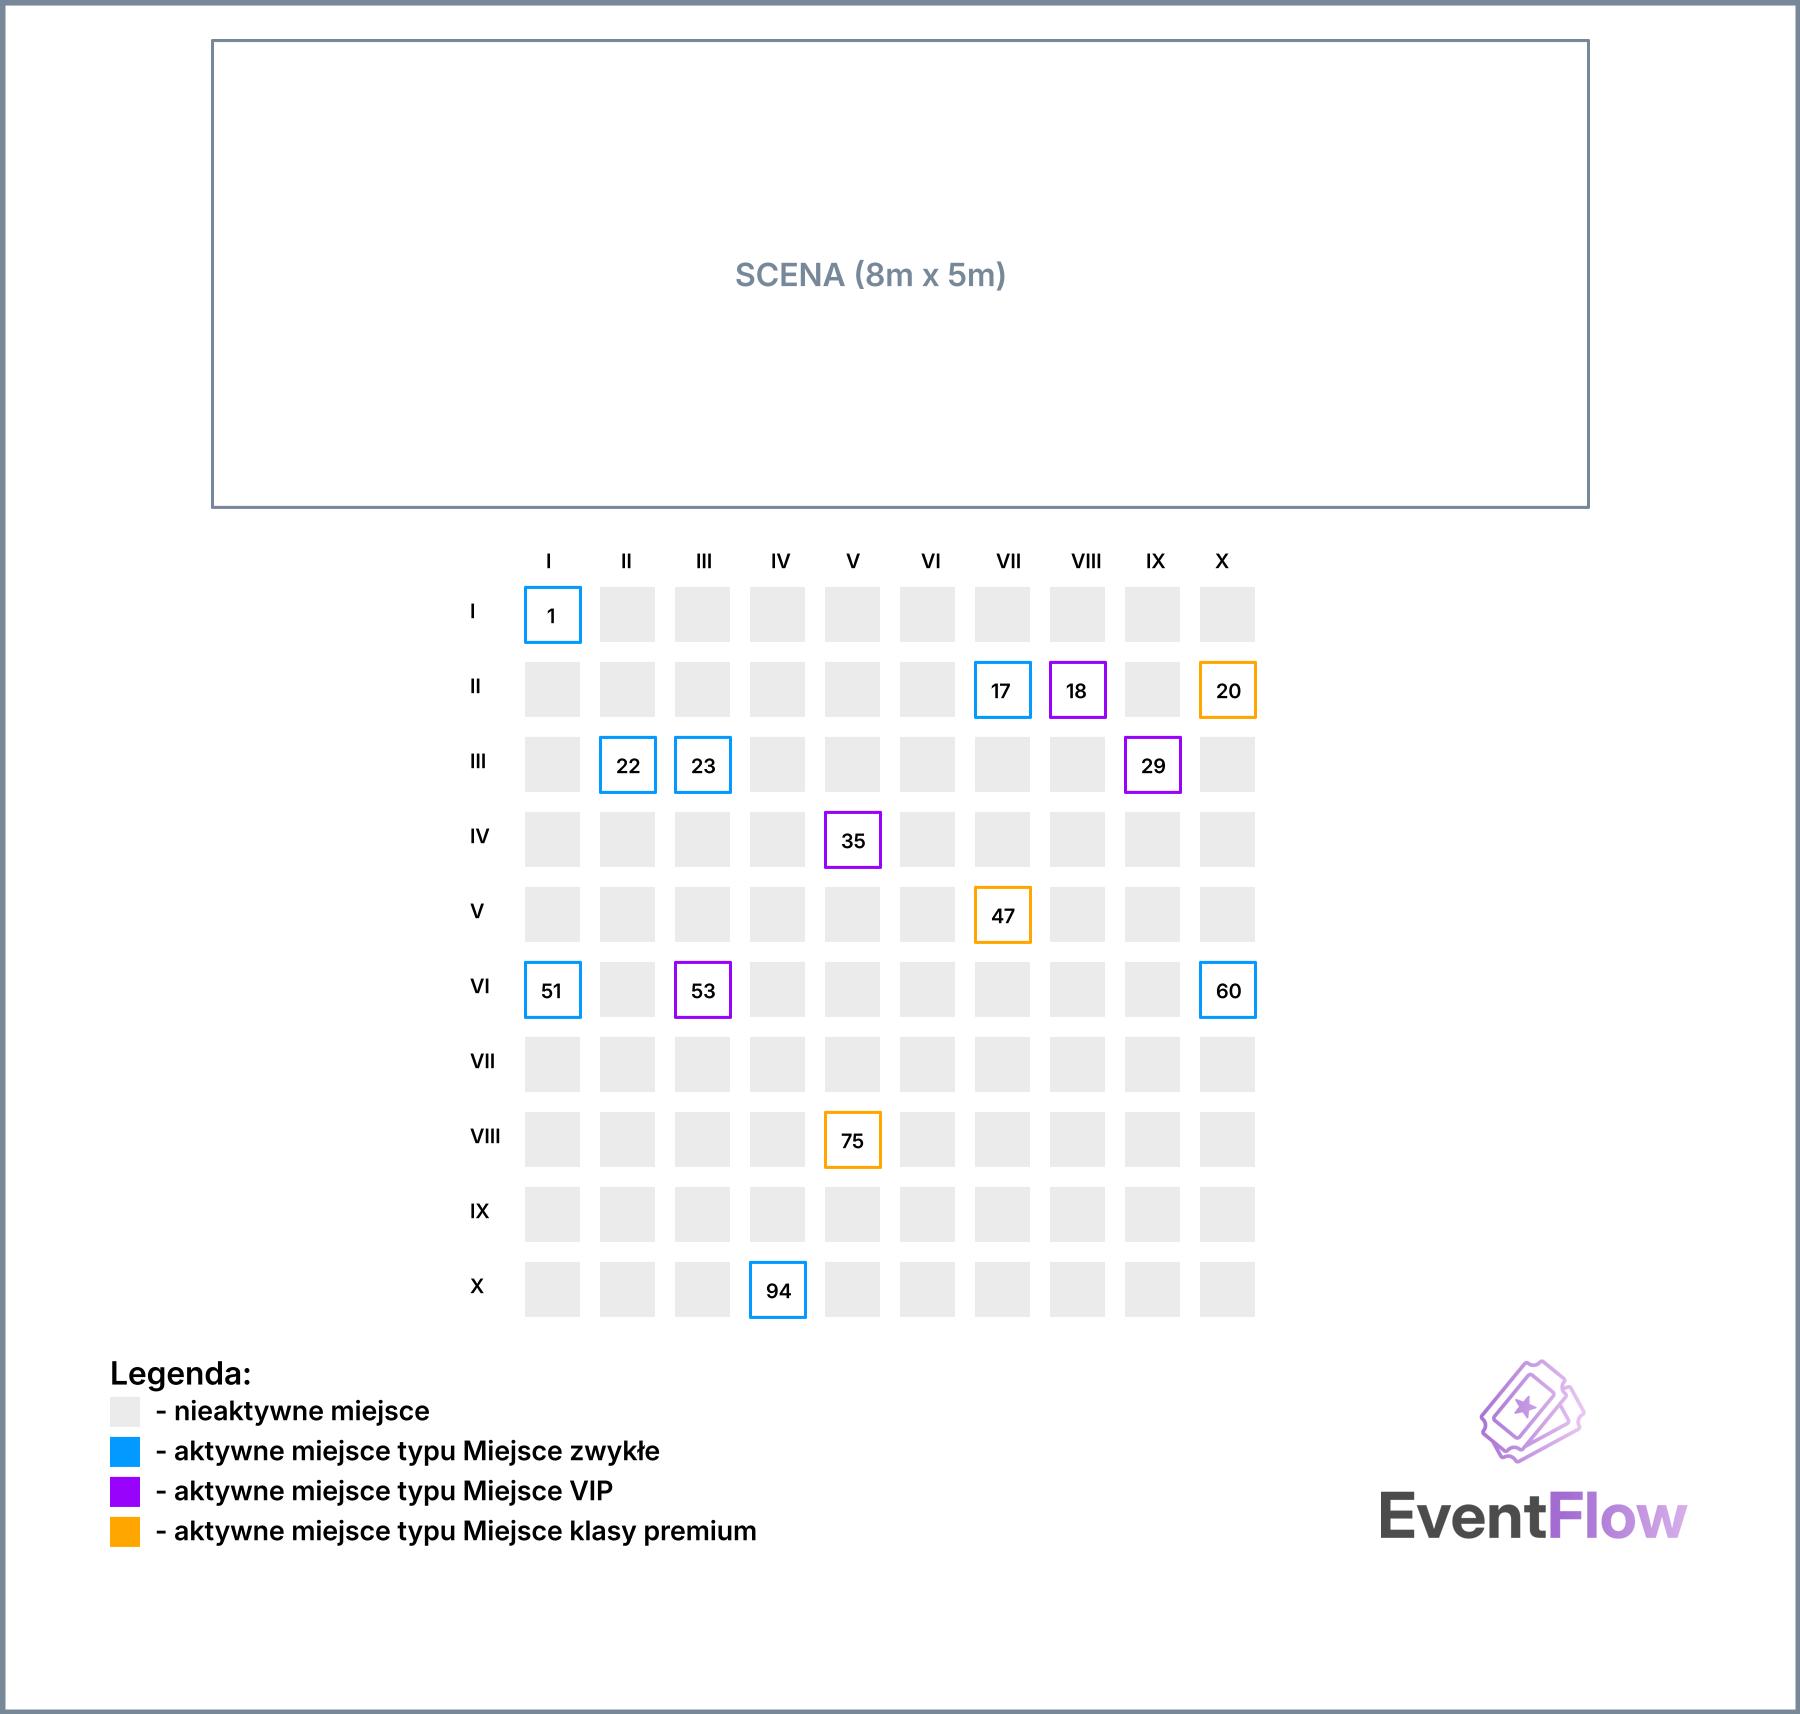 SCENA (8m x 5m)
I II III IV V VI VII VIII IX X
I 1
II 17 18 20
III 22 23 29
IV 35
V 47
VI 51 53 60
VII
VIII 75
IX
X 94
Legenda:
- nieaktywne miejsce
- aktywne miejsce typu Miejsce zwykłe
- aktywne miejsce typu Miejsce VIP
- aktywne miejsce typu Miejsce klasy premium
EventFlow